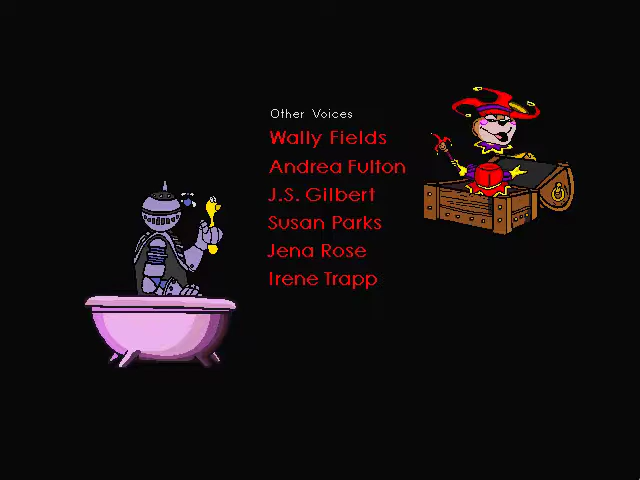 Other Voices
Wally Fields
Andrea Fulton
J.S. Gilbert
Susan Parks
Jena Rose
Irene Trapp